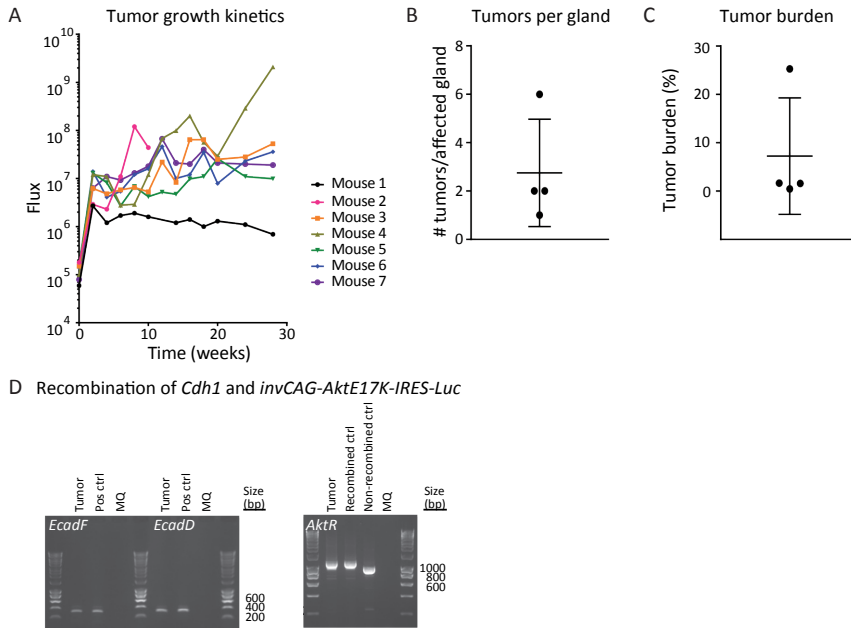 A Tumor growth kinetics
10^10
10^9
10^8
10^7
10^6
10^5
10^4
Flux
0 10 20 30
Time (weeks)
Mouse 1
Mouse 2
Mouse 3
Mouse 4
Mouse 5
Mouse 6
Mouse 7
B Tumors per gland
8
6
4
2
0
# tumors/affected gland
C Tumor burden
30
20
10
0
Tumor burden (%)
D Recombination of Cdh1 and invCAG-AktE17K-IRES-Luc
Tumor
Pos ctrl
MQ
Tumor
Pos ctrl
MQ
Size
(bp)
EcadF EcadD
600
400
200
Tumor
Recombined ctrl
Non-recombined ctrl
MQ
Size
(bp)
AktR
1000
800
600